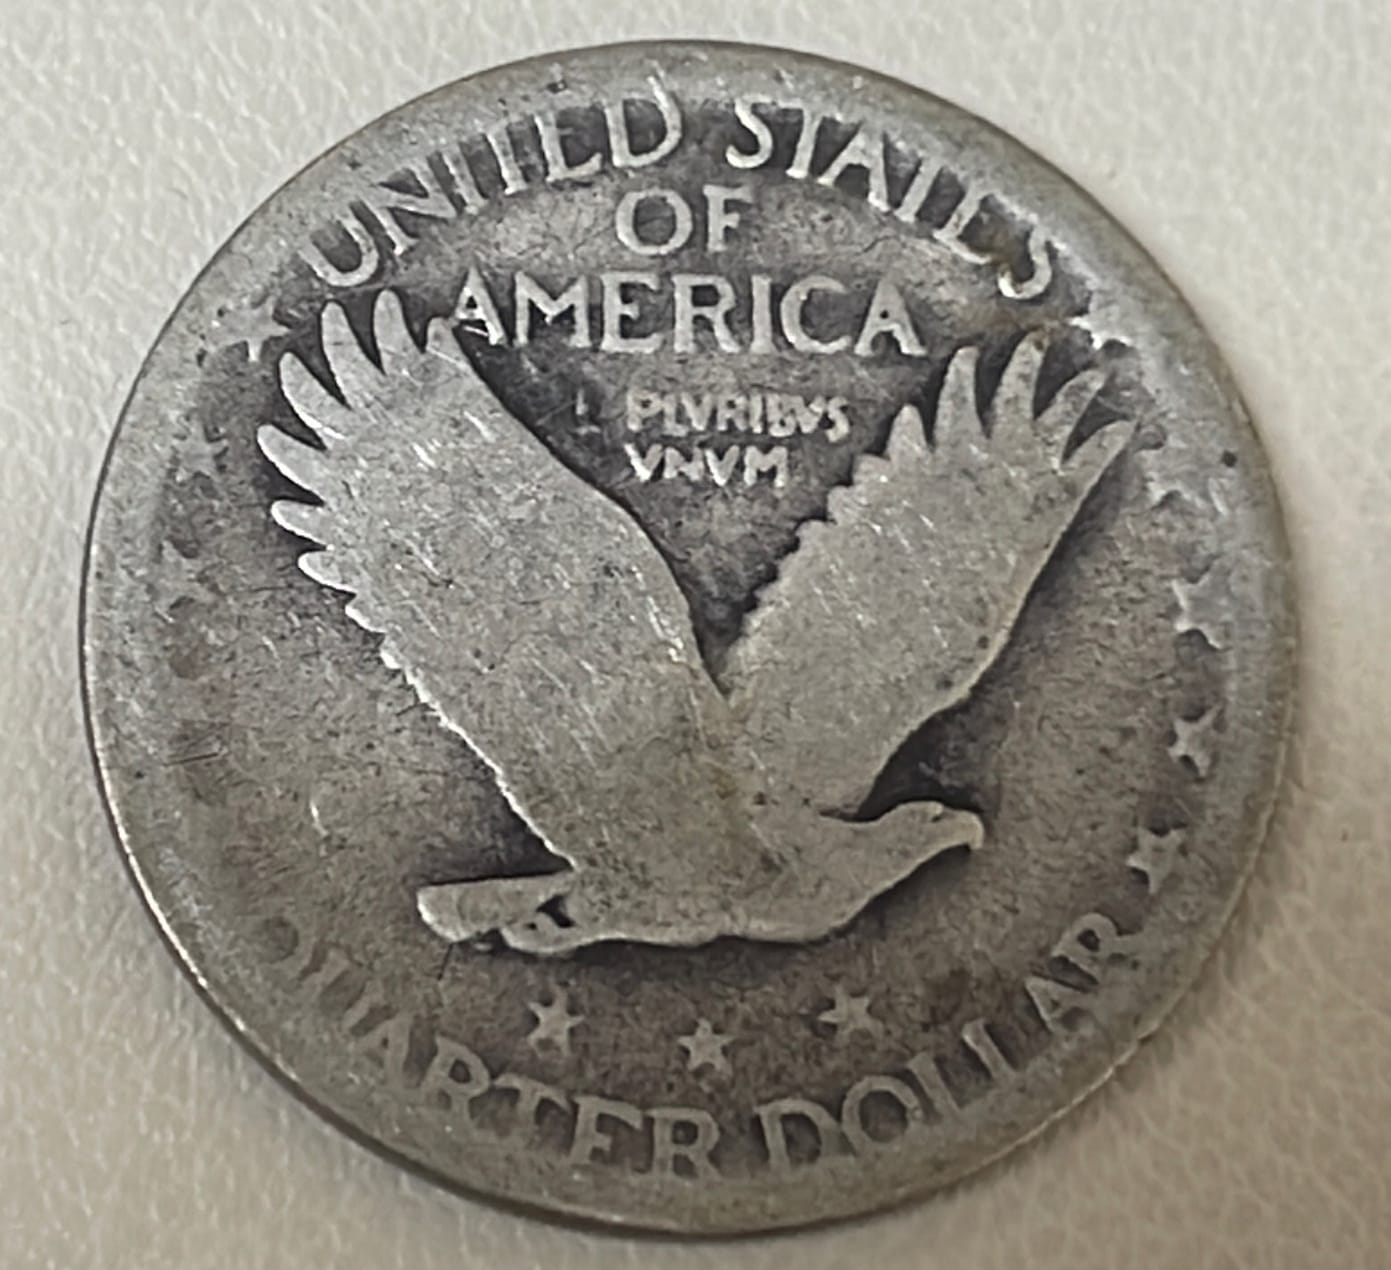 UNITED STATES
OF
AMERICA
PLVRIBVS
VNVM
QUARTER DOLLAR